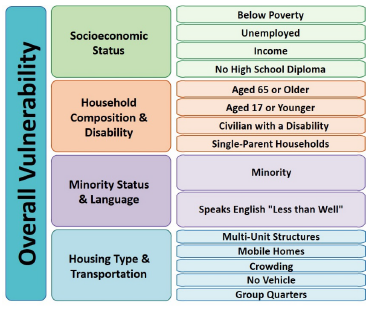 Overall Vulnerability
Socioeconomic
Status
Below Poverty
Unemployed
Income
No High School Diploma
Household
Composition &
Disability
Aged 65 or Older
Aged 17 or Younger
Civilian with a Disability
Single-Parent Households
Minority Status
& Language
Minority
Speaks English "Less than Well"
Housing Type &
Transportation
Multi-Unit Structures
Mobile Homes
Crowding
No Vehicle
Group Quarters